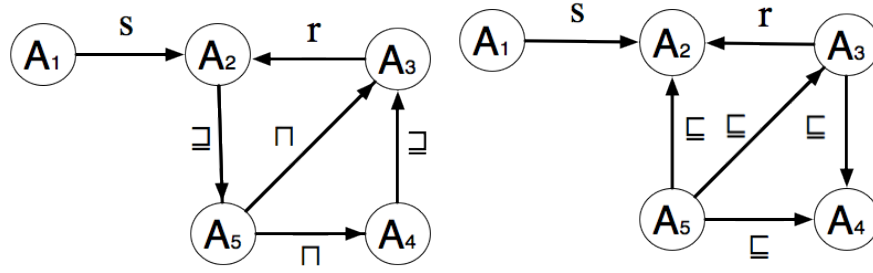 s r
A₁ A₂ A₃
⊒ ⊓ ⊒
A₅ A₄
⊓
s r
A₁ A₂ A₃
⊑ ⊑ ⊑
A₅ A₄
⊑